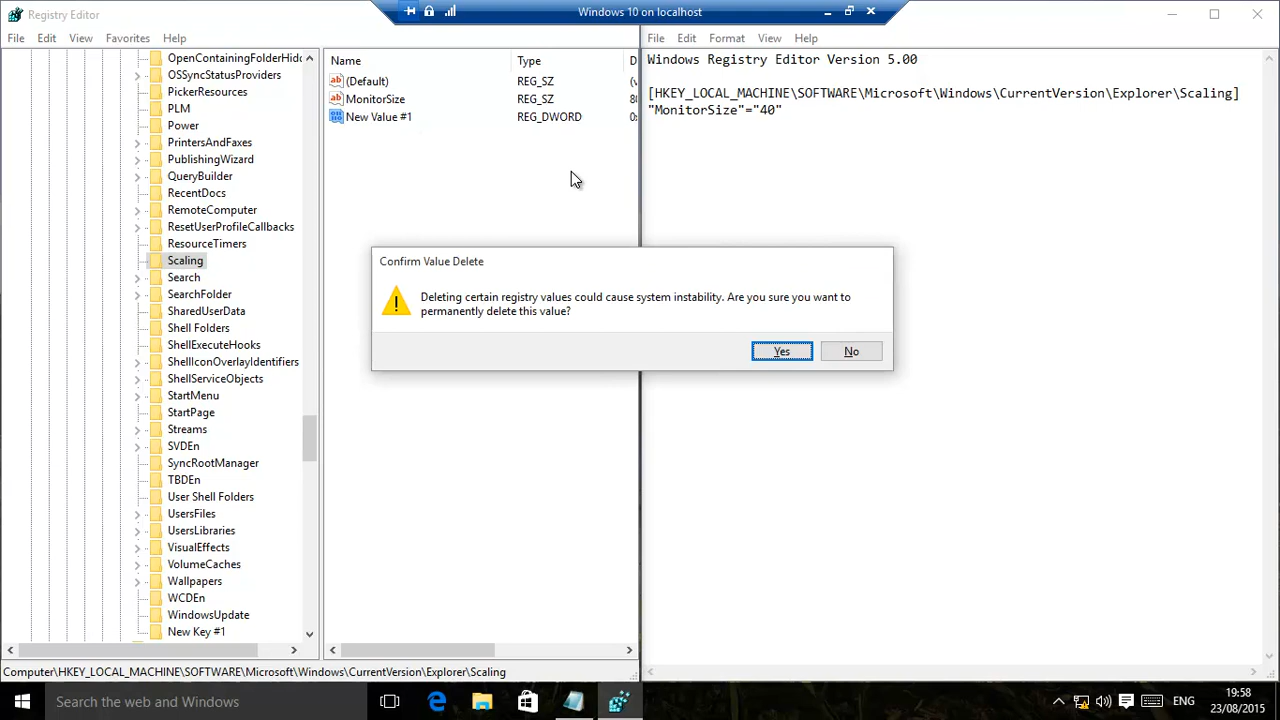 Registry Editor
Windows 10 on localhost
File Edit View Favorites Help
File Edit Format View Help
OpenContainingFolderHidd
OSSyncStatusProviders
PickerResources
PLM
Power
PrintersAndFaxes
PublishingWizard
QueryBuilder
RecentDocs
RemoteComputer
ResetUserProfileCallbacks
ResourceTimers
Scaling
Search
SearchFolder
SharedUserData
Shell Folders
ShellExecuteHooks
ShellIconOverlayIdentifiers
ShellServiceObjects
StartMenu
StartPage
Streams
SVDEn
SyncRootManager
TBDEn
User Shell Folders
UsersFiles
UsersLibraries
VisualEffects
VolumeCaches
Wallpapers
WCDEn
WindowsUpdate
New Key #1
Name Type D
(Default) REG_SZ (v
MonitorSize REG_SZ 80
New Value #1 REG_DWORD 0x
Windows Registry Editor Version 5.00
[HKEY_LOCAL_MACHINE\SOFTWARE\Microsoft\Windows\CurrentVersion\Explorer\Scaling]
"MonitorSize"="40"
Confirm Value Delete
Deleting certain registry values could cause system instability. Are you sure you want to
permanently delete this value?
Yes No
Computer\HKEY_LOCAL_MACHINE\SOFTWARE\Microsoft\Windows\CurrentVersion\Explorer\Scaling
Search the web and Windows
ENG
19:58
23/08/2015